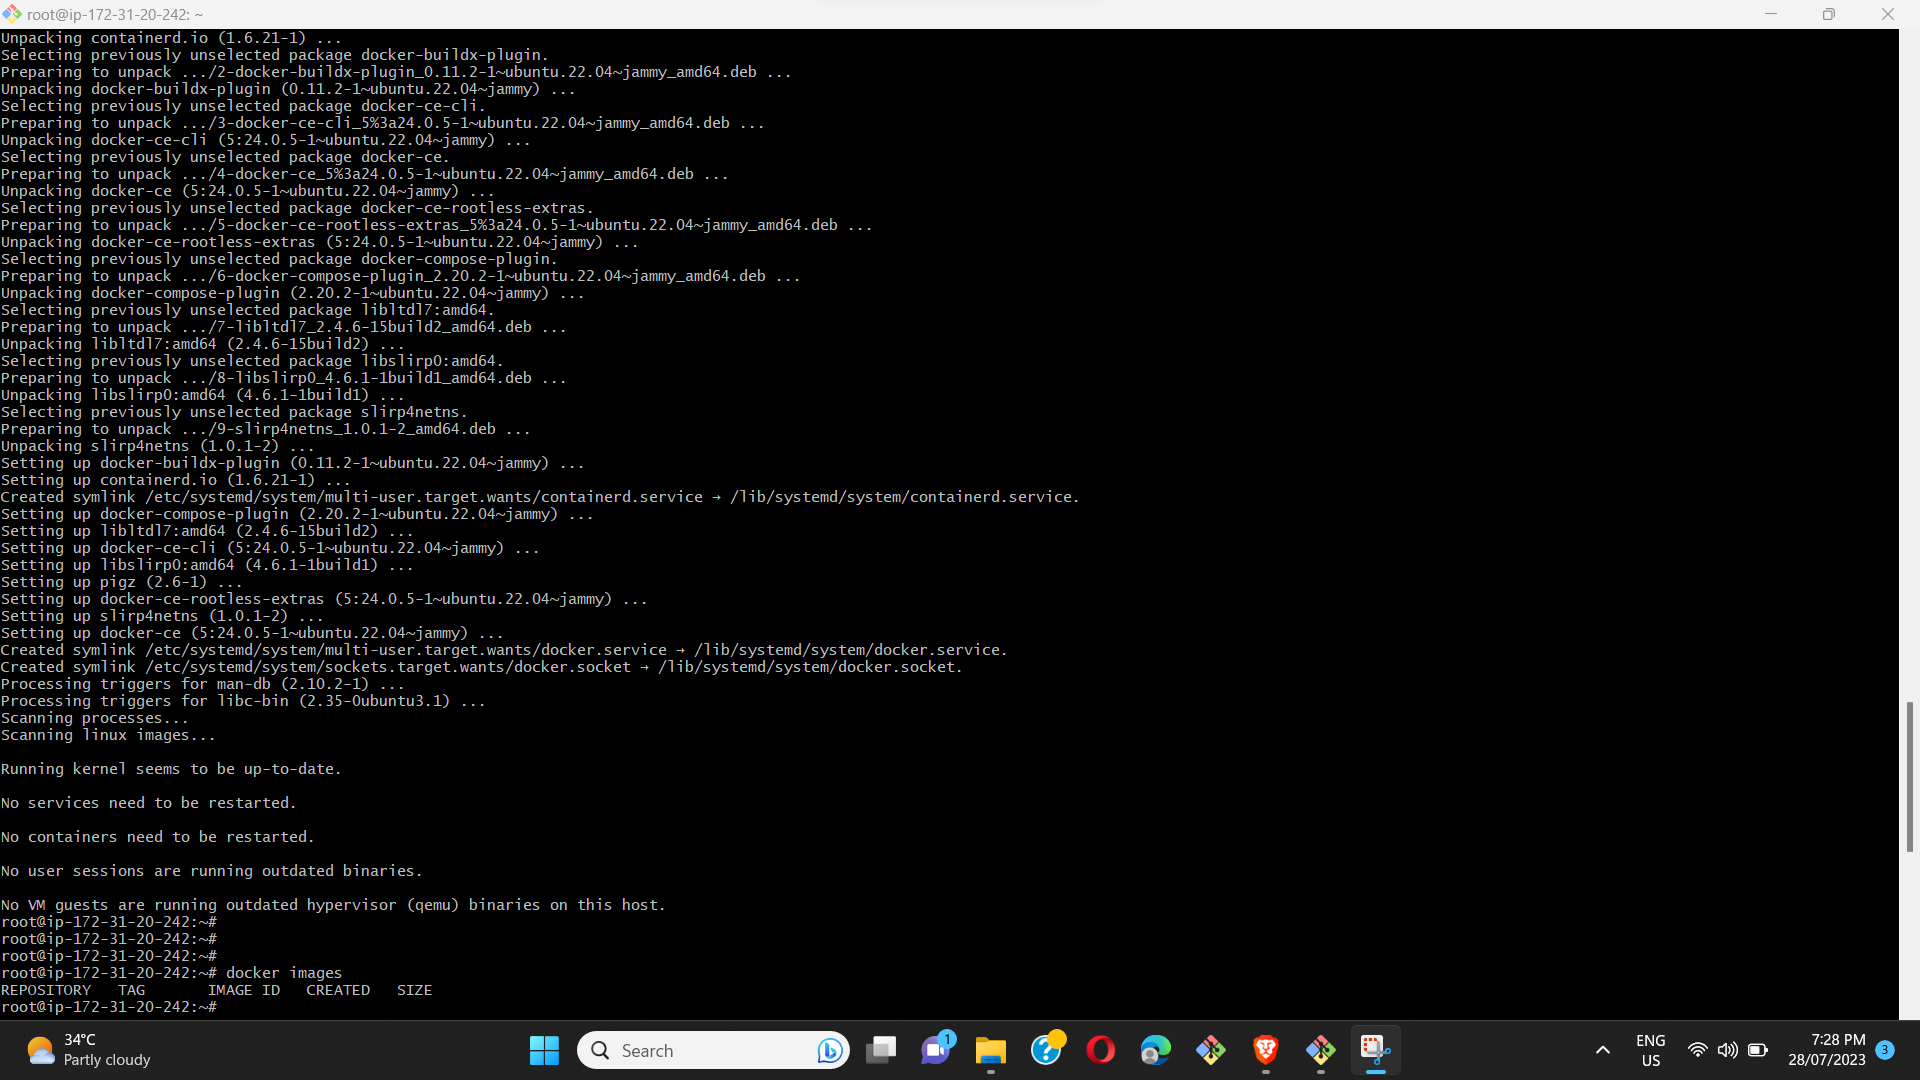 root@ip-172-31-20-242: ~
Unpacking containerd.io (1.6.21-1) ...
Selecting previously unselected package docker-buildx-plugin.
Preparing to unpack .../2-docker-buildx-plugin_0.11.2-1~ubuntu.22.04~jammy_amd64.deb ...
Unpacking docker-buildx-plugin (0.11.2-1~ubuntu.22.04~jammy) ...
Selecting previously unselected package docker-ce-cli.
Preparing to unpack .../3-docker-ce-cli_5%3a24.0.5-1~ubuntu.22.04~jammy_amd64.deb ...
Unpacking docker-ce-cli (5:24.0.5-1~ubuntu.22.04~jammy) ...
Selecting previously unselected package docker-ce.
Preparing to unpack .../4-docker-ce_5%3a24.0.5-1~ubuntu.22.04~jammy_amd64.deb ...
Unpacking docker-ce (5:24.0.5-1~ubuntu.22.04~jammy) ...
Selecting previously unselected package docker-ce-rootless-extras.
Preparing to unpack .../5-docker-ce-rootless-extras_5%3a24.0.5-1~ubuntu.22.04~jammy_amd64.deb ...
Unpacking docker-ce-rootless-extras (5:24.0.5-1~ubuntu.22.04~jammy) ...
Selecting previously unselected package docker-compose-plugin.
Preparing to unpack .../6-docker-compose-plugin_2.20.2-1~ubuntu.22.04~jammy_amd64.deb ...
Unpacking docker-compose-plugin (2.20.2-1~ubuntu.22.04~jammy) ...
Selecting previously unselected package libltdl7:amd64.
Preparing to unpack .../7-libltdl7_2.4.6-15build2_amd64.deb ...
Unpacking libltdl7:amd64 (2.4.6-15build2) ...
Selecting previously unselected package libslirp0:amd64.
Preparing to unpack .../8-libslirp0_4.6.1-1build1_amd64.deb ...
Unpacking libslirp0:amd64 (4.6.1-1build1) ...
Selecting previously unselected package slirp4netns.
Preparing to unpack .../9-slirp4netns_1.0.1-2_amd64.deb ...
Unpacking slirp4netns (1.0.1-2) ...
Setting up docker-buildx-plugin (0.11.2-1~ubuntu.22.04~jammy) ...
Setting up containerd.io (1.6.21-1) ...
Created symlink /etc/systemd/system/multi-user.target.wants/containerd.service → /lib/systemd/system/containerd.service.
Setting up docker-compose-plugin (2.20.2-1~ubuntu.22.04~jammy) ...
Setting up libltdl7:amd64 (2.4.6-15build2) ...
Setting up docker-ce-cli (5:24.0.5-1~ubuntu.22.04~jammy) ...
Setting up libslirp0:amd64 (4.6.1-1build1) ...
Setting up pigz (2.6-1) ...
Setting up docker-ce-rootless-extras (5:24.0.5-1~ubuntu.22.04~jammy) ...
Setting up slirp4netns (1.0.1-2) ...
Setting up docker-ce (5:24.0.5-1~ubuntu.22.04~jammy) ...
Created symlink /etc/systemd/system/multi-user.target.wants/docker.service → /lib/systemd/system/docker.service.
Created symlink /etc/systemd/system/sockets.target.wants/docker.socket → /lib/systemd/system/docker.socket.
Processing triggers for man-db (2.10.2-1) ...
Processing triggers for libc-bin (2.35-0ubuntu3.1) ...
Scanning processes...
Scanning linux images...
Running kernel seems to be up-to-date.
No services need to be restarted.
No containers need to be restarted.
No user sessions are running outdated binaries.
No VM guests are running outdated hypervisor (qemu) binaries on this host.
root@ip-172-31-20-242:~#
root@ip-172-31-20-242:~#
root@ip-172-31-20-242:~#
root@ip-172-31-20-242:~# docker images
REPOSITORY   TAG       IMAGE ID   CREATED   SIZE
root@ip-172-31-20-242:~#
34°C
Partly cloudy
Search
1
ENG
US
7:28 PM
28/07/2023
3